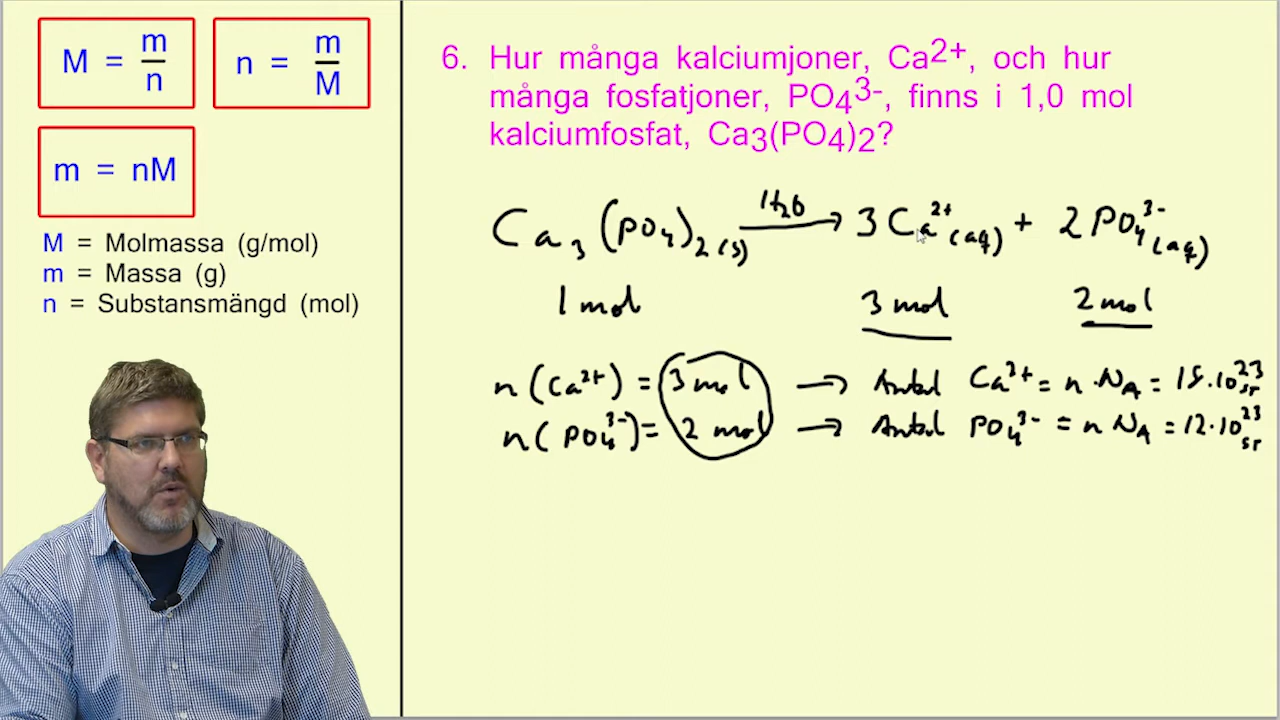 M = m/n
n = m/M
m = nM
M = Molmassa (g/mol)
m = Massa (g)
n = Substansmängd (mol)
6. Hur många kalciumjoner, Ca2+, och hur
många fosfatjoner, PO43-, finns i 1,0 mol
kalciumfosfat, Ca3(PO4)2?
Ca3(PO4)2(s) H2O → 3Ca2+(aq) + 2PO43-(aq)
1 mol 3 mol 2 mol
n(Ca2+) = 3 mol → Antal Ca2+ = n·NA = 18·10^23 st
n(PO43-) = 2 mol → Antal PO43- = n NA = 12·10^23 st